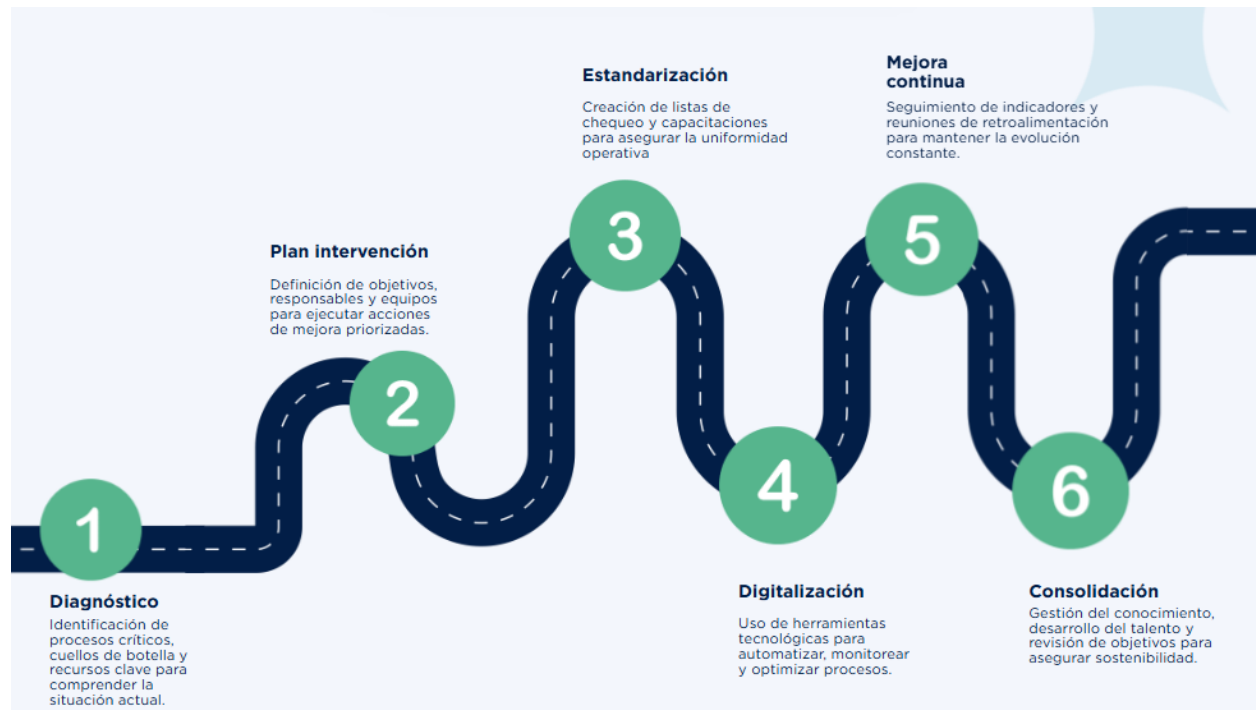 1
Diagnóstico
Identificación de
procesos críticos,
cuellos de botella y
recursos clave para
comprender la
situación actual.
2
Plan intervención
Definición de objetivos,
responsables y equipos
para ejecutar acciones
de mejora priorizadas.
3
Estandarización
Creación de listas de
chequeo y capacitaciones
para asegurar la uniformidad
operativa
4
Digitalización
Uso de herramientas
tecnológicas para
automatizar, monitorear
y optimizar procesos.
5
Mejora
continua
Seguimiento de indicadores y
reuniones de retroalimentación
para mantener la evolución
constante.
6
Consolidación
Gestión del conocimiento,
desarrollo del talento y
revisión de objetivos para
asegurar sostenibilidad.